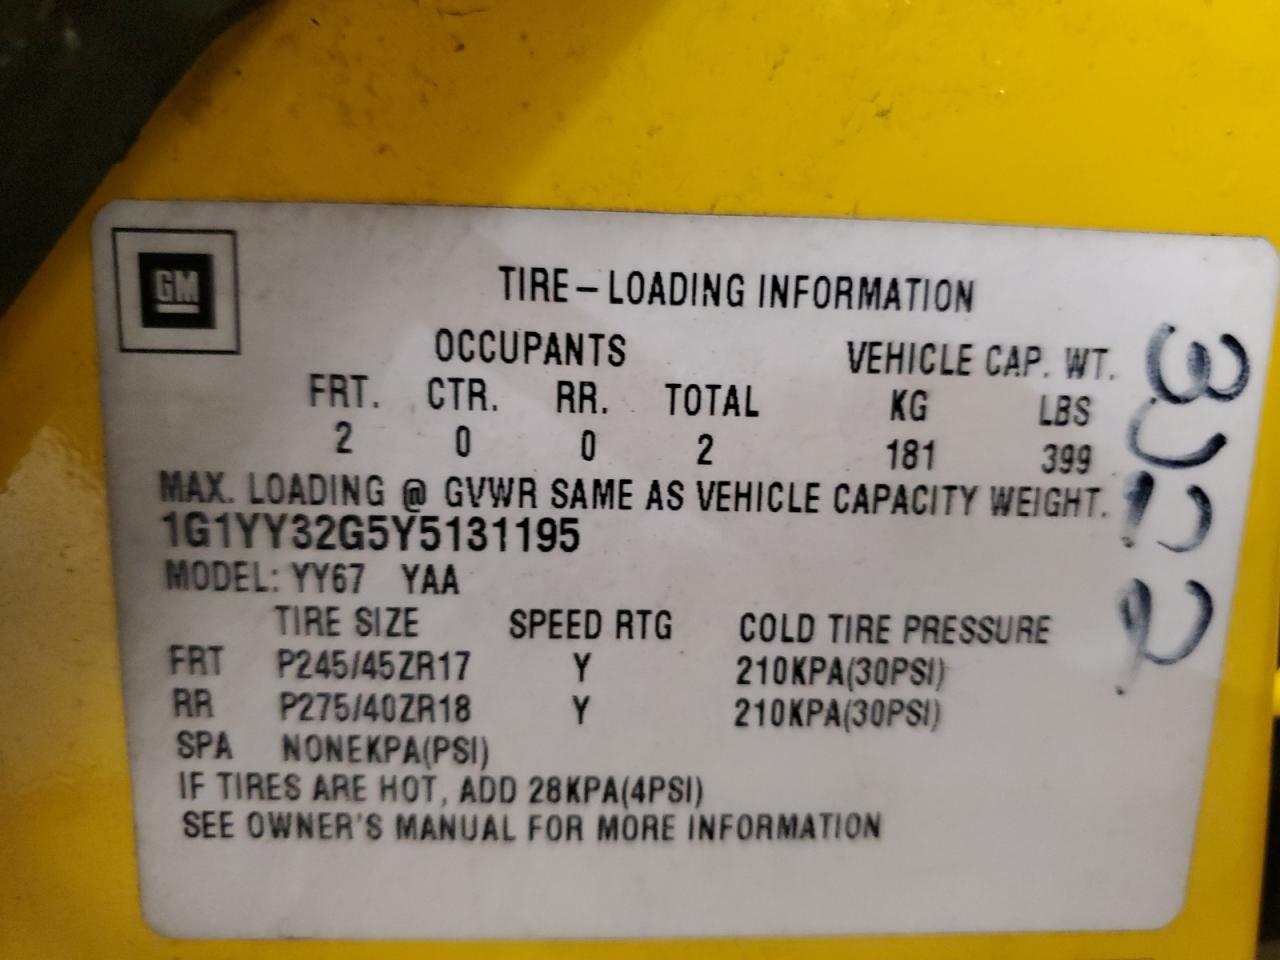 GM
TIRE-LOADING INFORMATION
OCCUPANTS VEHICLE CAP. WT.
FRT. CTR. RR. TOTAL KG LBS
2 0 0 2 181 399
MAX. LOADING @ GVWR SAME AS VEHICLE CAPACITY WEIGHT.
1G1YY32G5Y5131195
MODEL: YY67 YAA
TIRE SIZE SPEED RTG COLD TIRE PRESSURE
FRT P245/45ZR17 Y 210KPA(30PSI)
RR P275/40ZR18 Y 210KPA(30PSI)
SPA NONEKPA(PSI)
IF TIRES ARE HOT, ADD 28KPA(4PSI)
SEE OWNER'S MANUAL FOR MORE INFORMATION